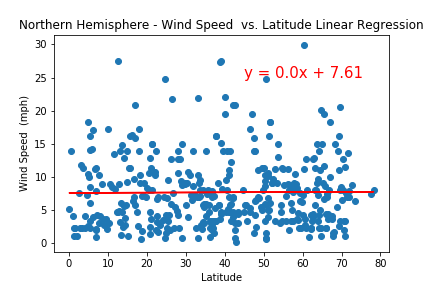 Northern Hemisphere - Wind Speed  vs. Latitude Linear Regression
30
y = 0.0x + 7.61
25
20
Wind Speed  (mph)
15
10
5
0
0 10 20 30 40 50 60 70 80
Latitude